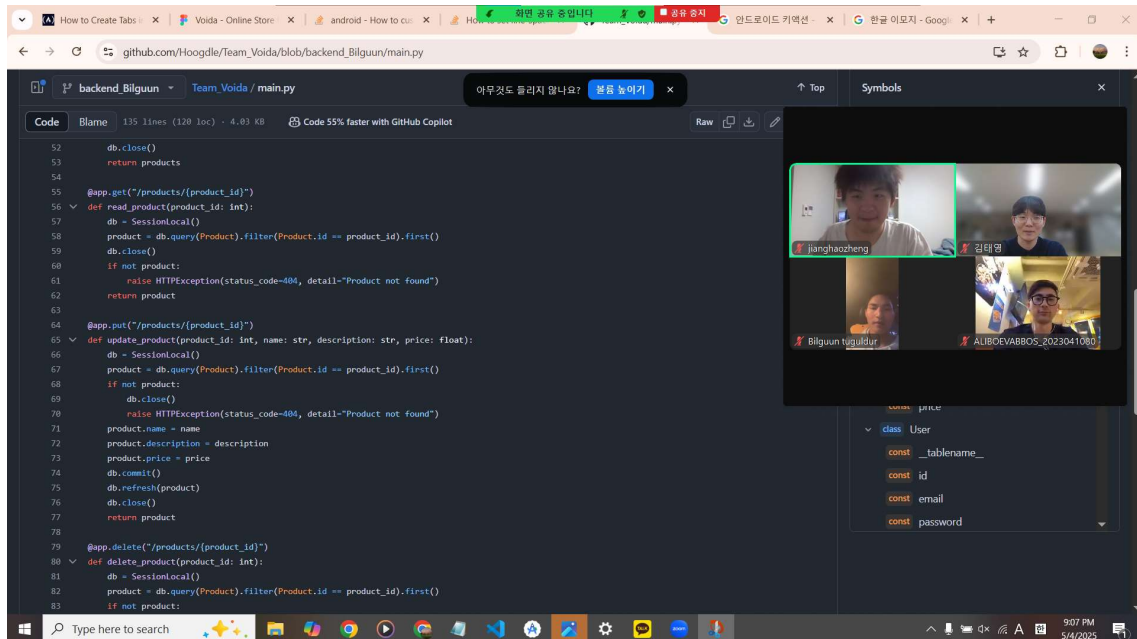 How to Create Tabs i
Voida - Online Store
android - How to cus
화면 공유 중입니다
공유 중지
안드로이드 키액션 -
한글 이모지 - Google
github.com/Hoogdle/Team_Voida/blob/backend_Bilguun/main.py
backend_Bilguun
Team_Voida / main.py
아무것도 들리지 않나요? 볼륨 높이기
Top
Symbols
Code Blame 135 lines (120 loc) · 4.03 KB Code 55% faster with GitHub Copilot
Raw
52 db.close()
53 return products
54
55 @app.get("/products/{product_id}")
56 def read_product(product_id: int):
57 db = SessionLocal()
58 product = db.query(Product).filter(Product.id == product_id).first()
59 db.close()
60 if not product:
61 raise HTTPException(status_code=404, detail="Product not found")
62 return product
63
64 @app.put("/products/{product_id}")
65 def update_product(product_id: int, name: str, description: str, price: float):
66 db = SessionLocal()
67 product = db.query(Product).filter(Product.id == product_id).first()
68 if not product:
69 db.close()
70 raise HTTPException(status_code=404, detail="Product not found")
71 product.name = name
72 product.description = description
73 product.price = price
74 db.commit()
75 db.refresh(product)
76 db.close()
77 return product
78
79 @app.delete("/products/{product_id}")
80 def delete_product(product_id: int):
81 db = SessionLocal()
82 product = db.query(Product).filter(Product.id == product_id).first()
83 if not product:
jianghaozheng
김태영
Bilguun tuguldur
ALIBOEVABBOS_2023041080
const price
class User
const __tablename__
const id
const email
const password
Type here to search
A
한
9:07 PM
5/4/2025